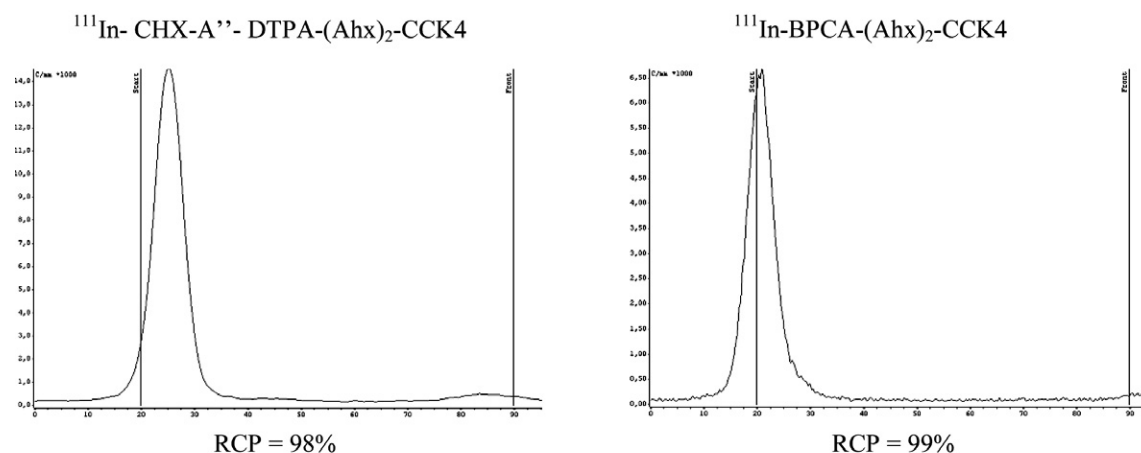 ¹¹¹In- CHX-A’’- DTPA-(Ahx)₂-CCK4
¹¹¹In-BPCA-(Ahx)₂-CCK4
C/mm *1000
Start
Front
14,0
13,0
12,0
11,0
10,0
9,0
8,0
7,0
6,0
5,0
4,0
3,0
2,0
1,0
0,0
0 10 20 30 40 50 60 70 80 90
C/mm *1000
Start
Front
6,50
6,00
5,50
5,00
4,50
4,00
3,50
3,00
2,50
2,00
1,50
1,00
0,50
0,00
0 10 20 30 40 50 60 70 80 90
RCP = 98%
RCP = 99%